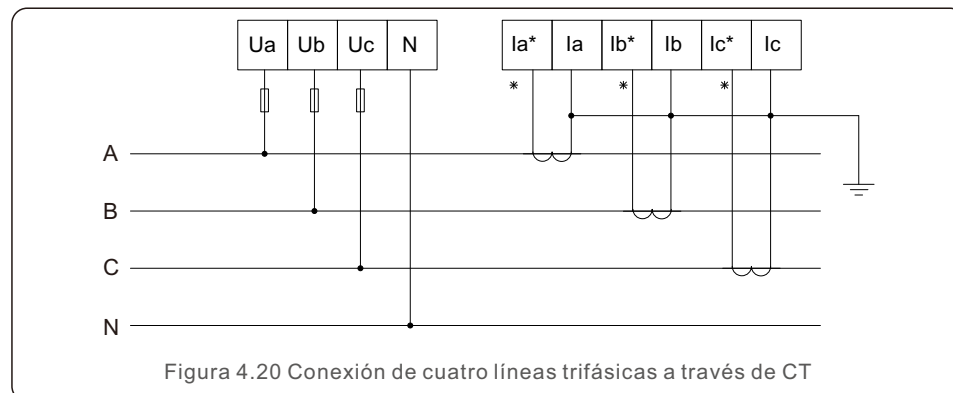 Ua Ub Uc N Ia* Ia Ib* Ib Ic* Ic
* * *
A
B
C
N
Figura 4.20 Conexión de cuatro líneas trifásicas a través de CT